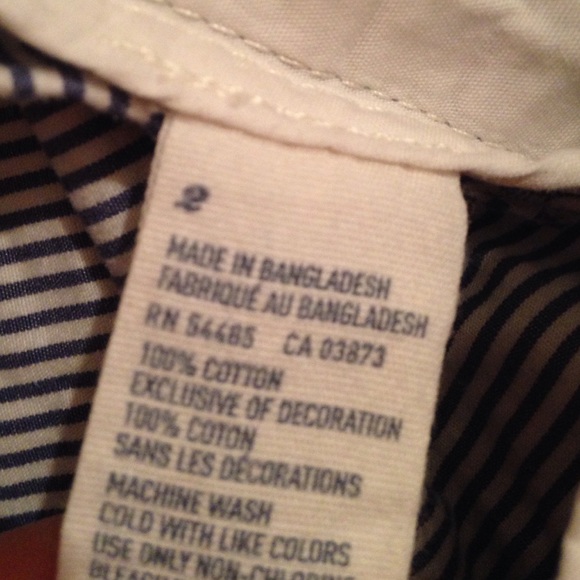 2
MADE IN BANGLADESH
FABRIQUÉ AU BANGLADESH
RN 54485 CA 03873
100% COTTON
EXCLUSIVE OF DECORATION
100% COTON
SANS LES DÉCORATIONS
MACHINE WASH
COLD WITH LIKE COLORS
USE ONLY NON-CHLORINE